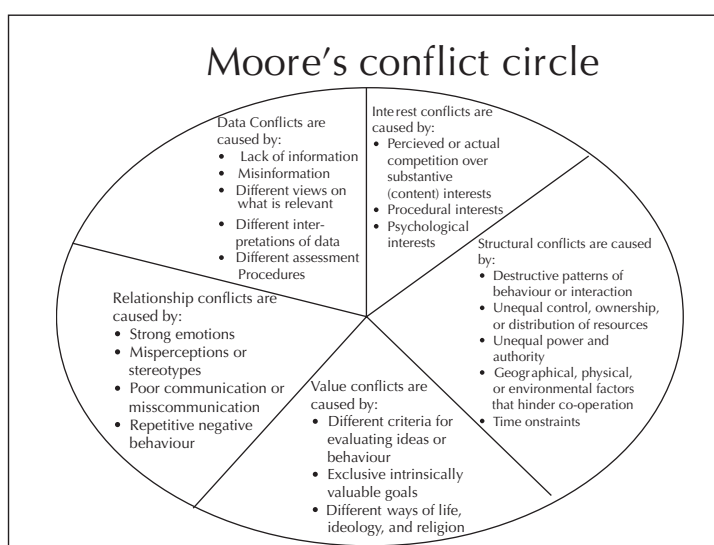 Moore's conflict circle
Data Conflicts are
caused by:
• Lack of information
• Misinformation
• Different views on
what is relevant
• Different inter-
pretations of data
• Different assessment
Procedures
Interest conflicts are
caused by:
• Percieved or actual
competition over
substantive
(content) interests
• Procedural interests
• Psychological
interests
Structural conflicts are caused
by:
• Destructive patterns of
behaviour or interaction
• Unequal control, ownership,
or distribution of resources
• Unequal power and
authority
• Geographical, physical,
or environmental factors
that hinder co-operation
• Time onstraints
Relationship conflicts are
caused by:
• Strong emotions
• Misperceptions or
stereotypes
• Poor communication or
misscommunication
• Repetitive negative
behaviour
Value conflicts are
caused by:
• Different criteria for
evaluating ideas or
behaviour
• Exclusive intrinsically
valuable goals
• Different ways of life,
ideology, and religion